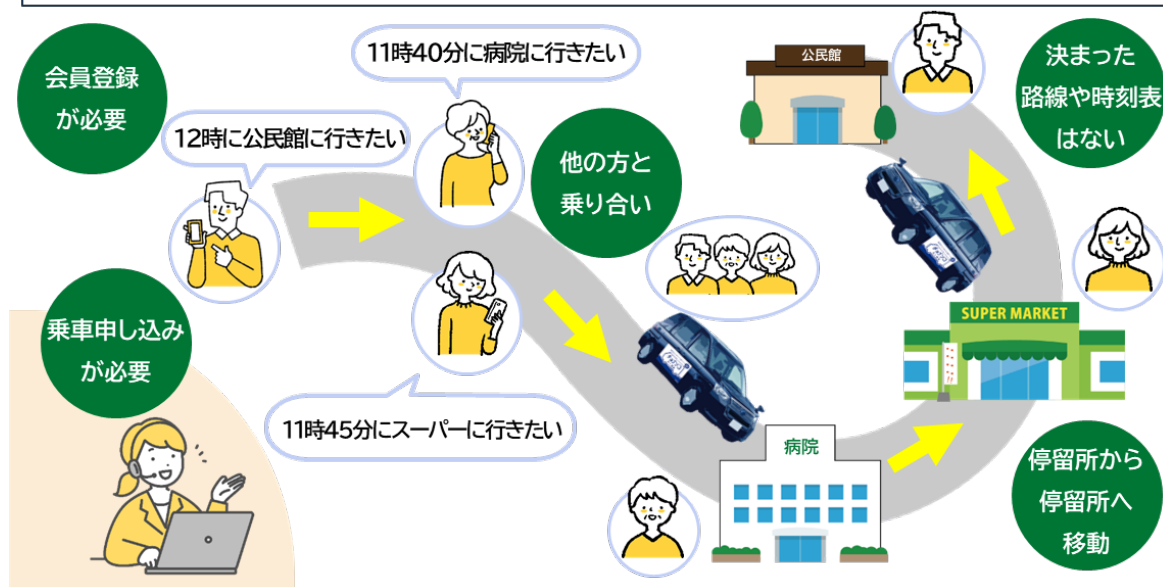 会員登録
が必要
11時40分に病院に行きたい
12時に公民館に行きたい
他の方と
乗り合い
公民館
決まった
路線や時刻表
はない
乗車申し込み
が必要
11時45分にスーパーに行きたい
SUPER MARKET
病院
停留所から
停留所へ
移動